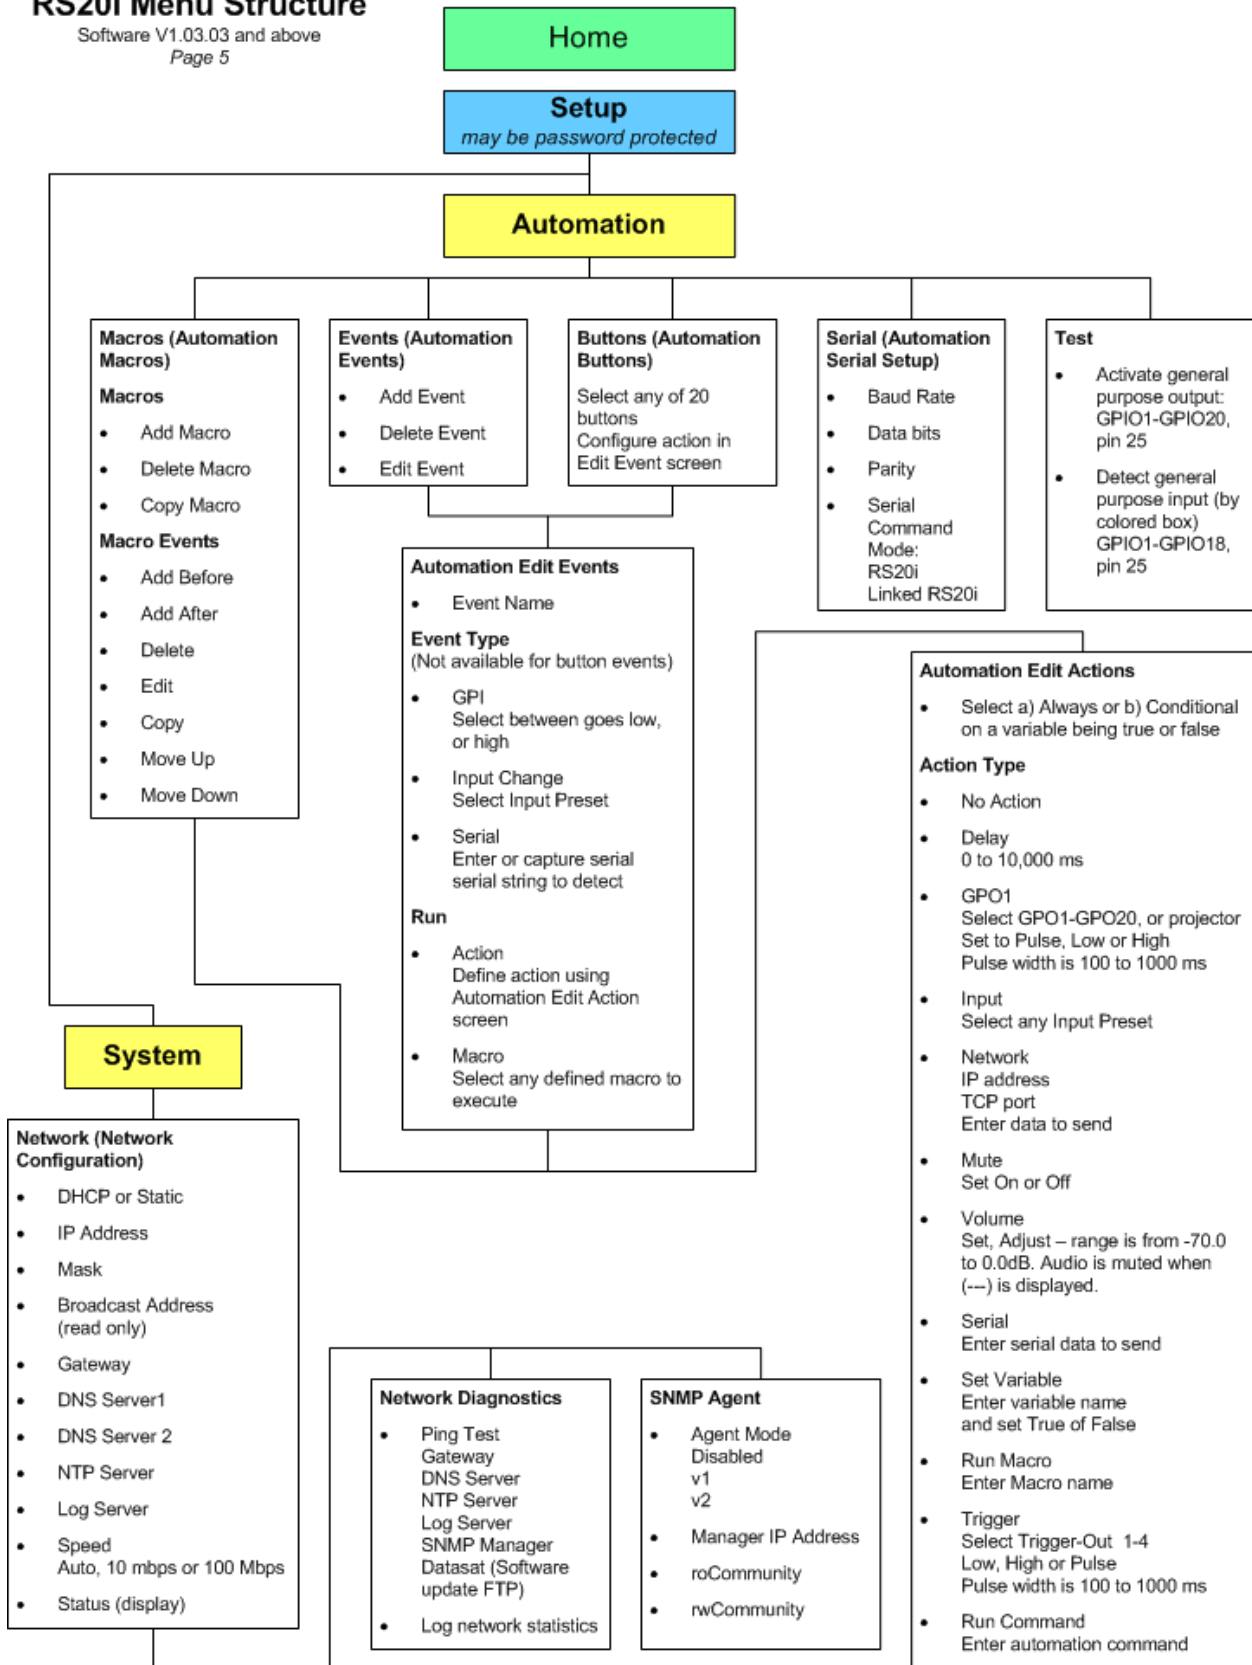 RS20i Menu Structure
Software V1.03.03 and above
Page 5
Home
Setup
may be password protected
Automation
Macros (Automation
Macros)
Macros
• Add Macro
• Delete Macro
• Copy Macro
Macro Events
• Add Before
• Add After
• Delete
• Edit
• Copy
• Move Up
• Move Down
Events (Automation
Events)
• Add Event
• Delete Event
• Edit Event
Buttons (Automation
Buttons)
Select any of 20
buttons
Configure action in
Edit Event screen
Serial (Automation
Serial Setup)
• Baud Rate
• Data bits
• Parity
• Serial
Command
Mode:
RS20i
Linked RS20i
Test
• Activate general
purpose output:
GPIO1-GPIO20,
pin 25
• Detect general
purpose input (by
colored box)
GPIO1-GPIO18,
pin 25
Automation Edit Events
• Event Name
Event Type
(Not available for button events)
• GPI
Select between goes low,
or high
• Input Change
Select Input Preset
• Serial
Enter or capture serial
serial string to detect
Run
• Action
Define action using
Automation Edit Action
screen
• Macro
Select any defined macro to
execute
Automation Edit Actions
• Select a) Always or b) Conditional
on a variable being true or false
Action Type
• No Action
• Delay
0 to 10,000 ms
• GPO1
Select GPO1-GPO20, or projector
Set to Pulse, Low or High
Pulse width is 100 to 1000 ms
• Input
Select any Input Preset
• Network
IP address
TCP port
Enter data to send
• Mute
Set On or Off
• Volume
Set, Adjust – range is from -70.0
to 0.0dB. Audio is muted when
(---) is displayed.
• Serial
Enter serial data to send
• Set Variable
Enter variable name
and set True of False
• Run Macro
Enter Macro name
• Trigger
Select Trigger-Out 1-4
Low, High or Pulse
Pulse width is 100 to 1000 ms
• Run Command
Enter automation command
System
Network (Network
Configuration)
• DHCP or Static
• IP Address
• Mask
• Broadcast Address
(read only)
• Gateway
• DNS Server1
• DNS Server 2
• NTP Server
• Log Server
• Speed
Auto, 10 mbps or 100 Mbps
• Status (display)
Network Diagnostics
• Ping Test
Gateway
DNS Server
NTP Server
Log Server
SNMP Manager
Datasat (Software
update FTP)
• Log network statistics
SNMP Agent
• Agent Mode
Disabled
v1
v2
• Manager IP Address
• roCommunity
• rwCommunity